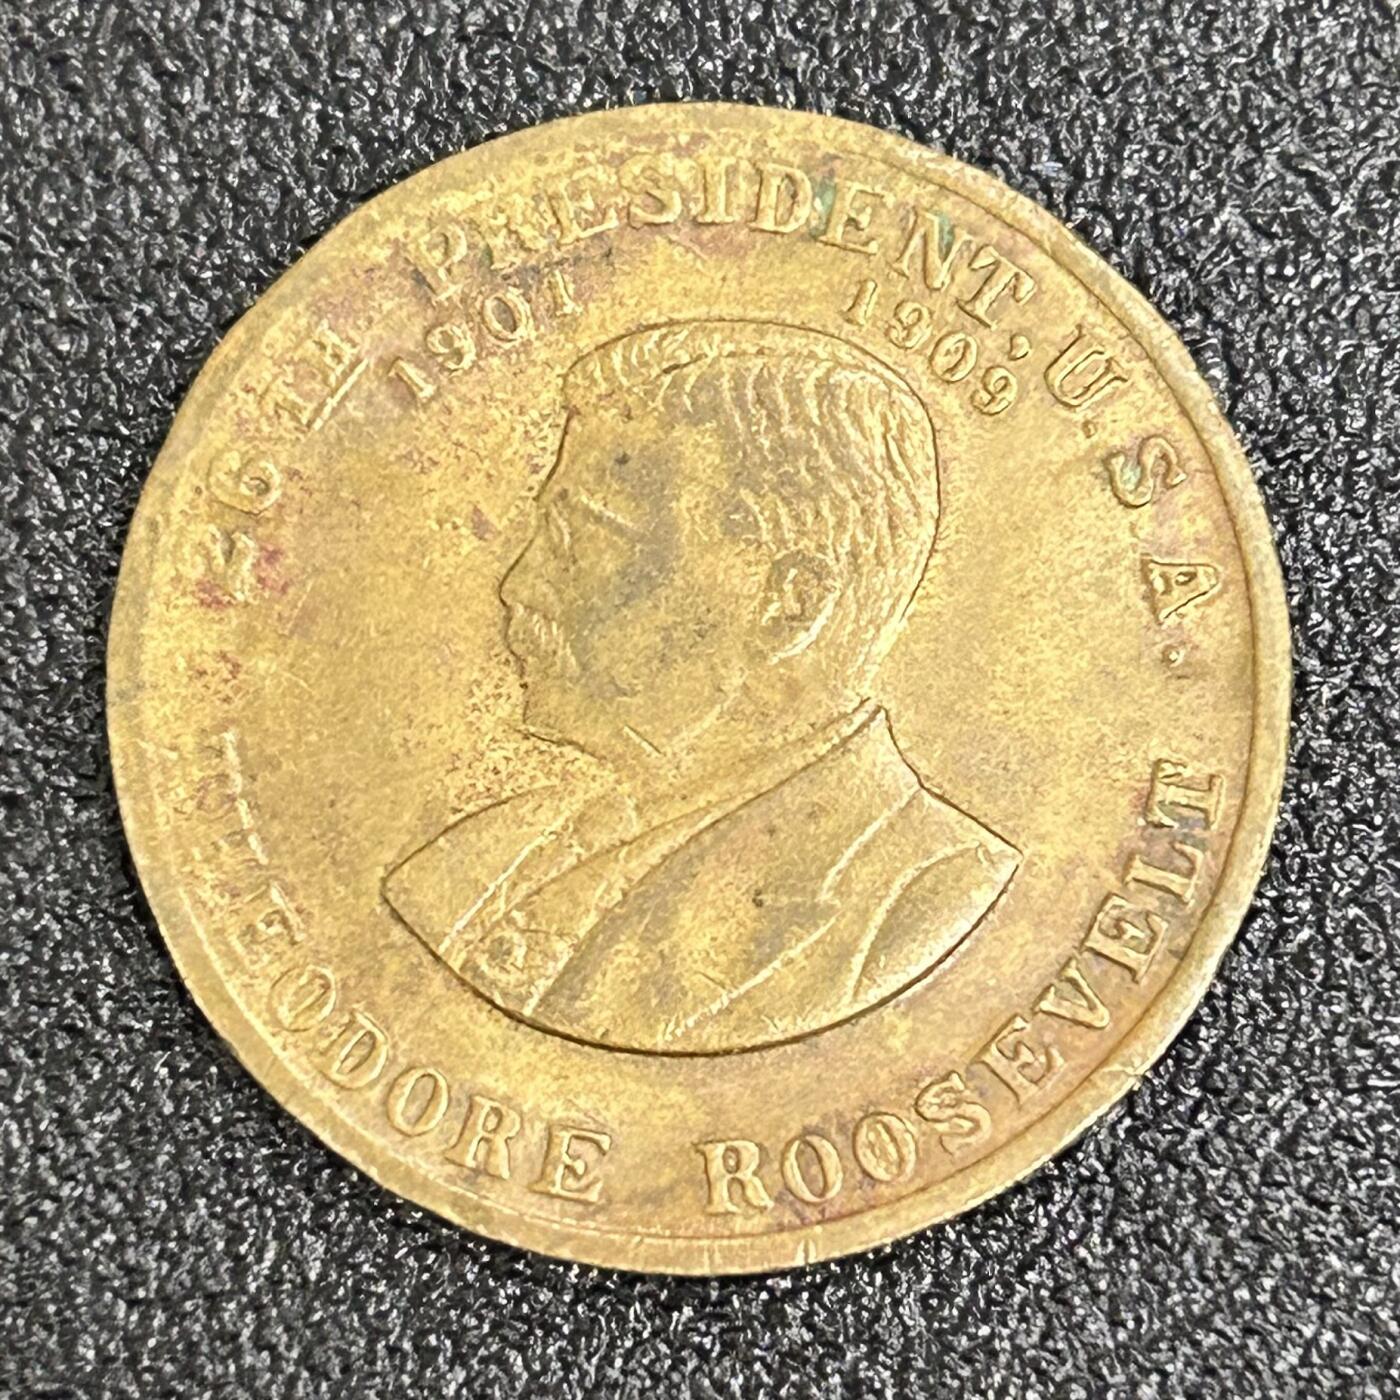 26TH PRESIDENT, U.S.A.
1901 1909
THEODORE ROOSEVELT